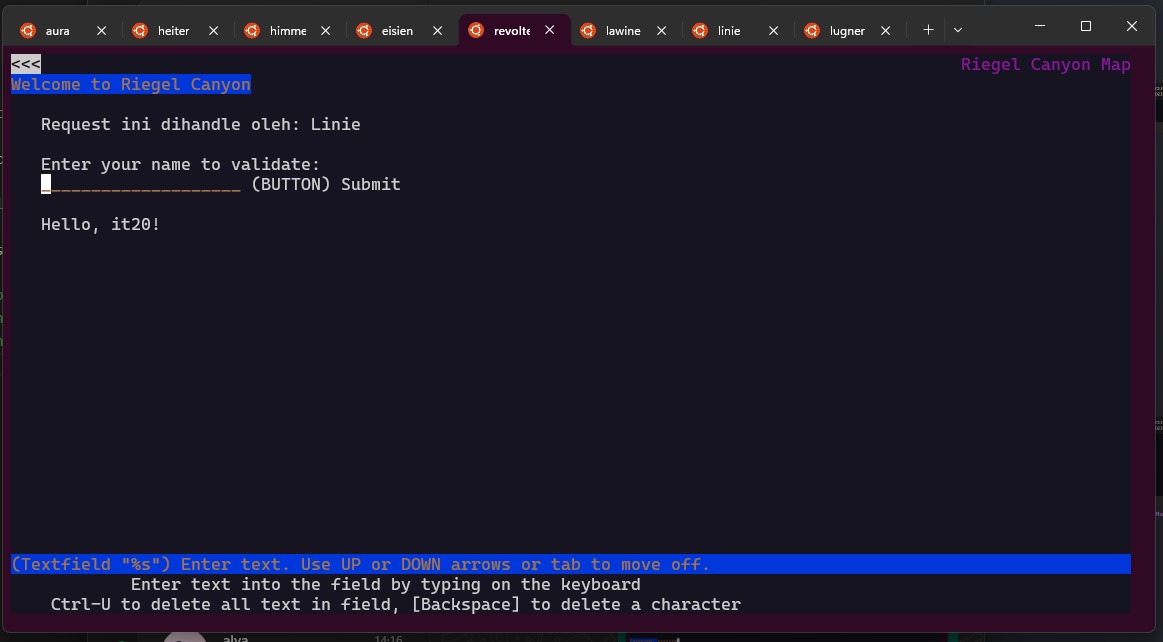 aura heiter himme eisien revolte lawine linie lugner
<<< Riegel Canyon Map
Welcome to Riegel Canyon
Request ini dihandle oleh: Linie
Enter your name to validate:
____________________ (BUTTON) Submit
Hello, it20!
(Textfield "%s") Enter text. Use UP or DOWN arrows or tab to move off.
Enter text into the field by typing on the keyboard
Ctrl-U to delete all text in field, [Backspace] to delete a character
alva 14:16